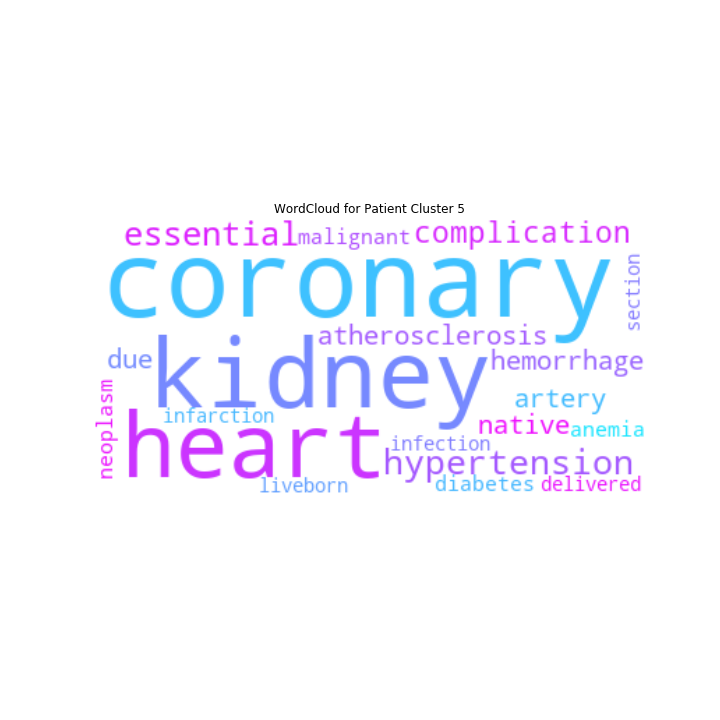 WordCloud for Patient Cluster 5
essential
malignant
complication
coronary
section
atherosclerosis
due
kidney
hemorrhage
neoplasm
artery
infarction
heart
native
anemia
infection
hypertension
liveborn
diabetes
delivered